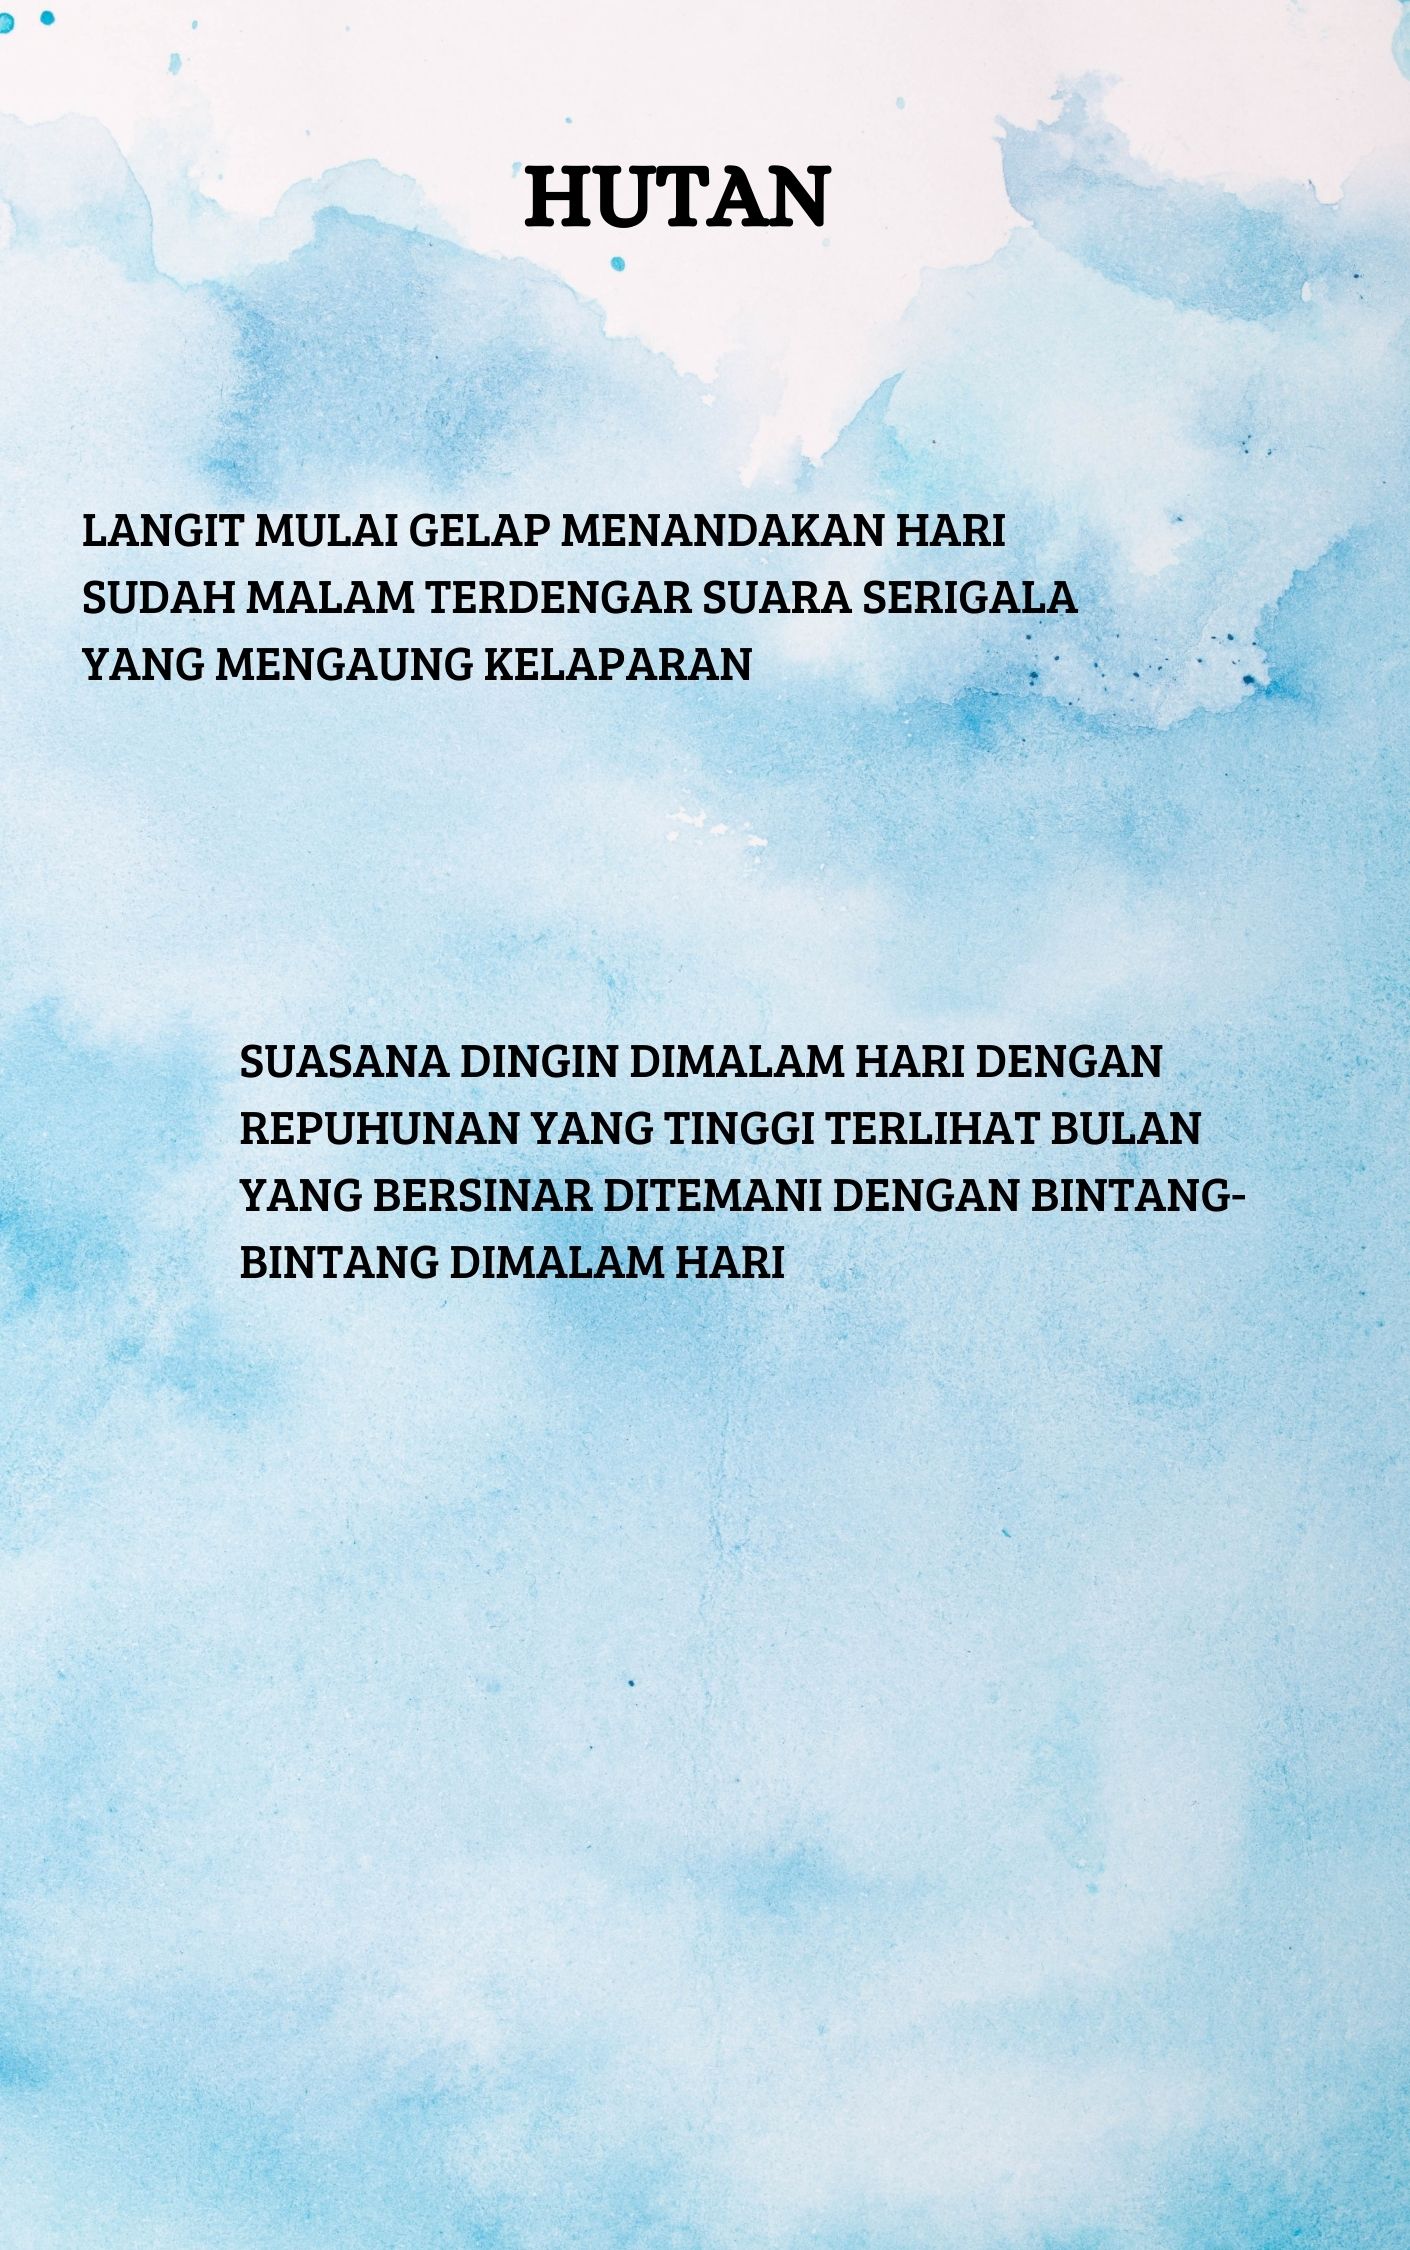 HUTAN
LANGIT MULAI GELAP MENANDAKAN HARI
SUDAH MALAM TERDENGAR SUARA SERIGALA
YANG MENGAUNG KELAPARAN
SUASANA DINGIN DIMALAM HARI DENGAN
REPUHUNAN YANG TINGGI TERLIHAT BULAN
YANG BERSINAR DITEMANI DENGAN BINTANG-
BINTANG DIMALAM HARI